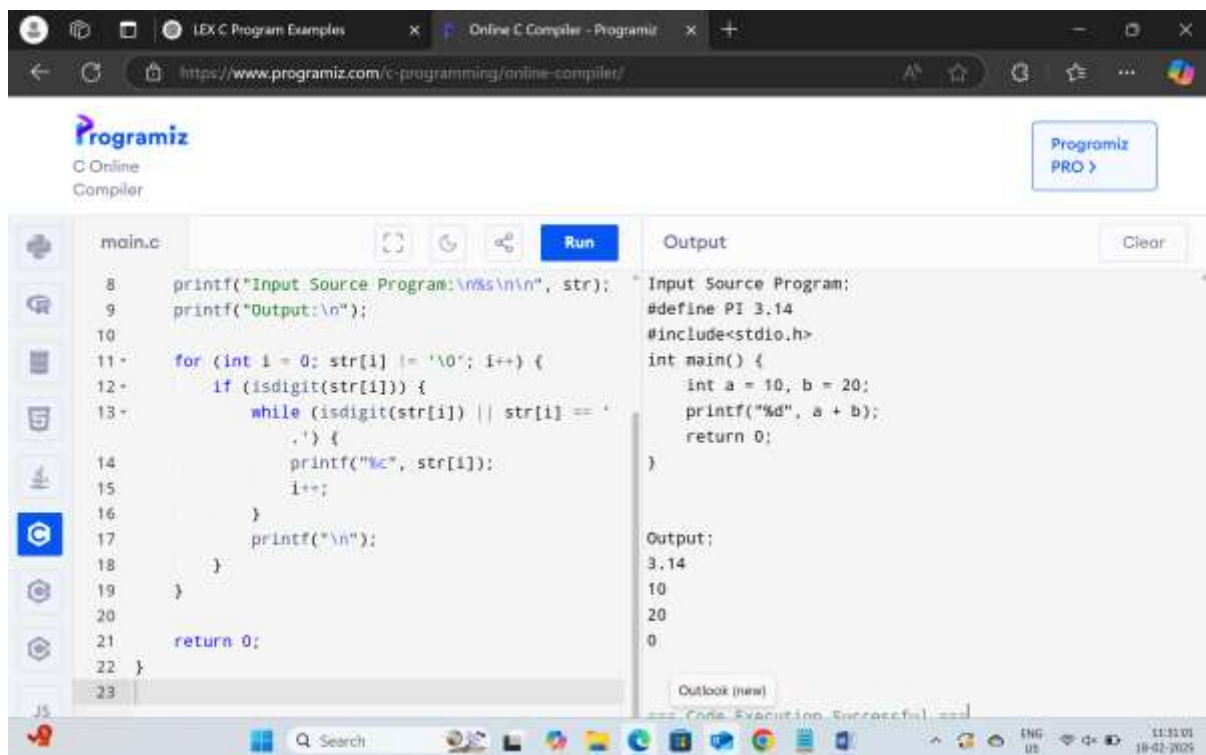 LEX C Program Examples
Online C Compiler - Programiz
https://www.programiz.com/c-programming/online-compiler/
Programiz
C Online
Compiler
Programiz
PRO >
main.c
Run
Output
Clear
8 printf("Input Source Program:\n%s\n\n", str);
9 printf("Output:\n");
10
11 for (int i = 0; str[i] != '\0'; i++) {
12 if (isdigit(str[i])) {
13 while (isdigit(str[i]) || str[i] == '
.') {
14 printf("%c", str[i]);
15 i++;
16 }
17 printf("\n");
18 }
19 }
20
21 return 0;
22 }
23
Input Source Program:
#define PI 3.14
#include<stdio.h>
int main() {
int a = 10, b = 20;
printf("%d", a + b);
return 0;
}
Output:
3.14
10
20
0
Outlook (new)
=== Code Execution Successful ===
JS
Search
ENG
US
11:31:01